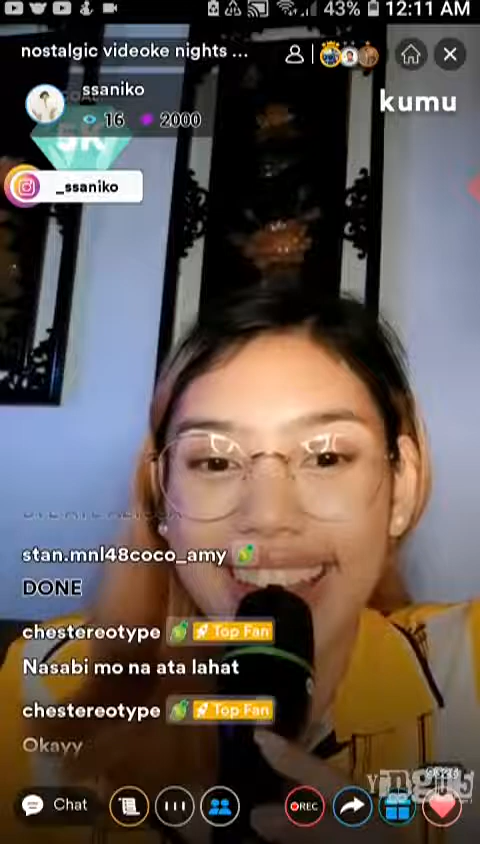 43% 12:11 AM
nostalgic videoke nights ...
ssaniko
16 2000
kumu
5K
_ssaniko
stan.mnl48coco_amy
DONE
chestereotype Top Fan
Nasabi mo na ata lahat
chestereotype Top Fan
Okayy
Chat
REC